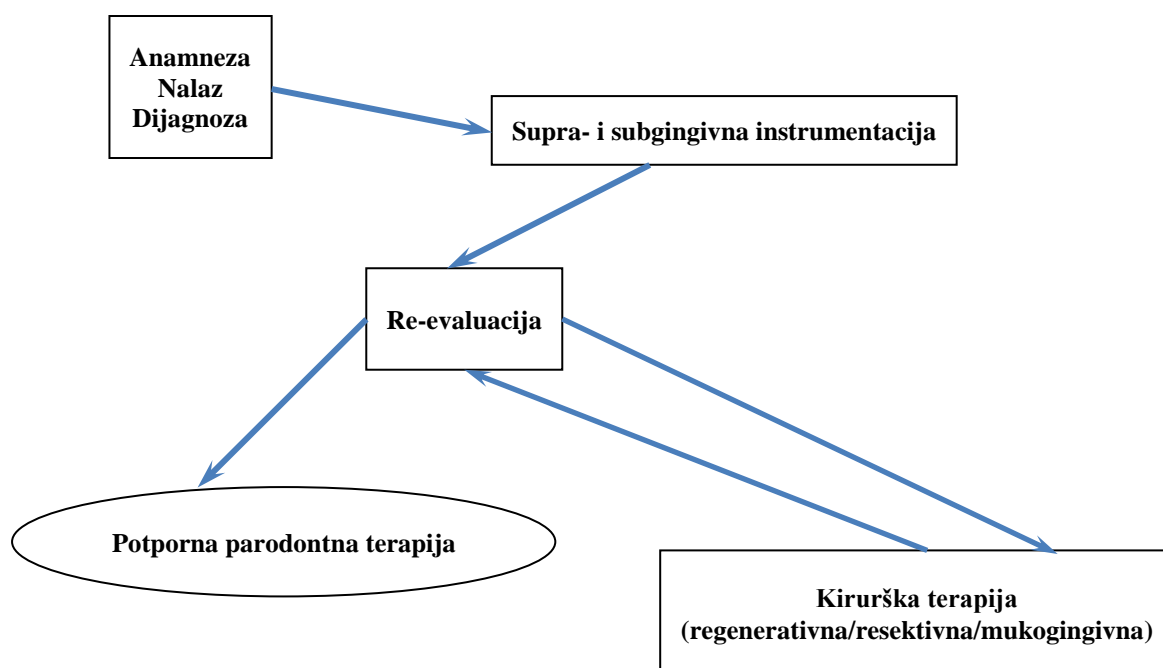 Anamneza
Nalaz
Dijagnoza
Supra- i subgingivna instrumentacija
Re-evaluacija
Potporna parodontna terapija
Kirurška terapija
(regenerativna/resektivna/mukogingivna)